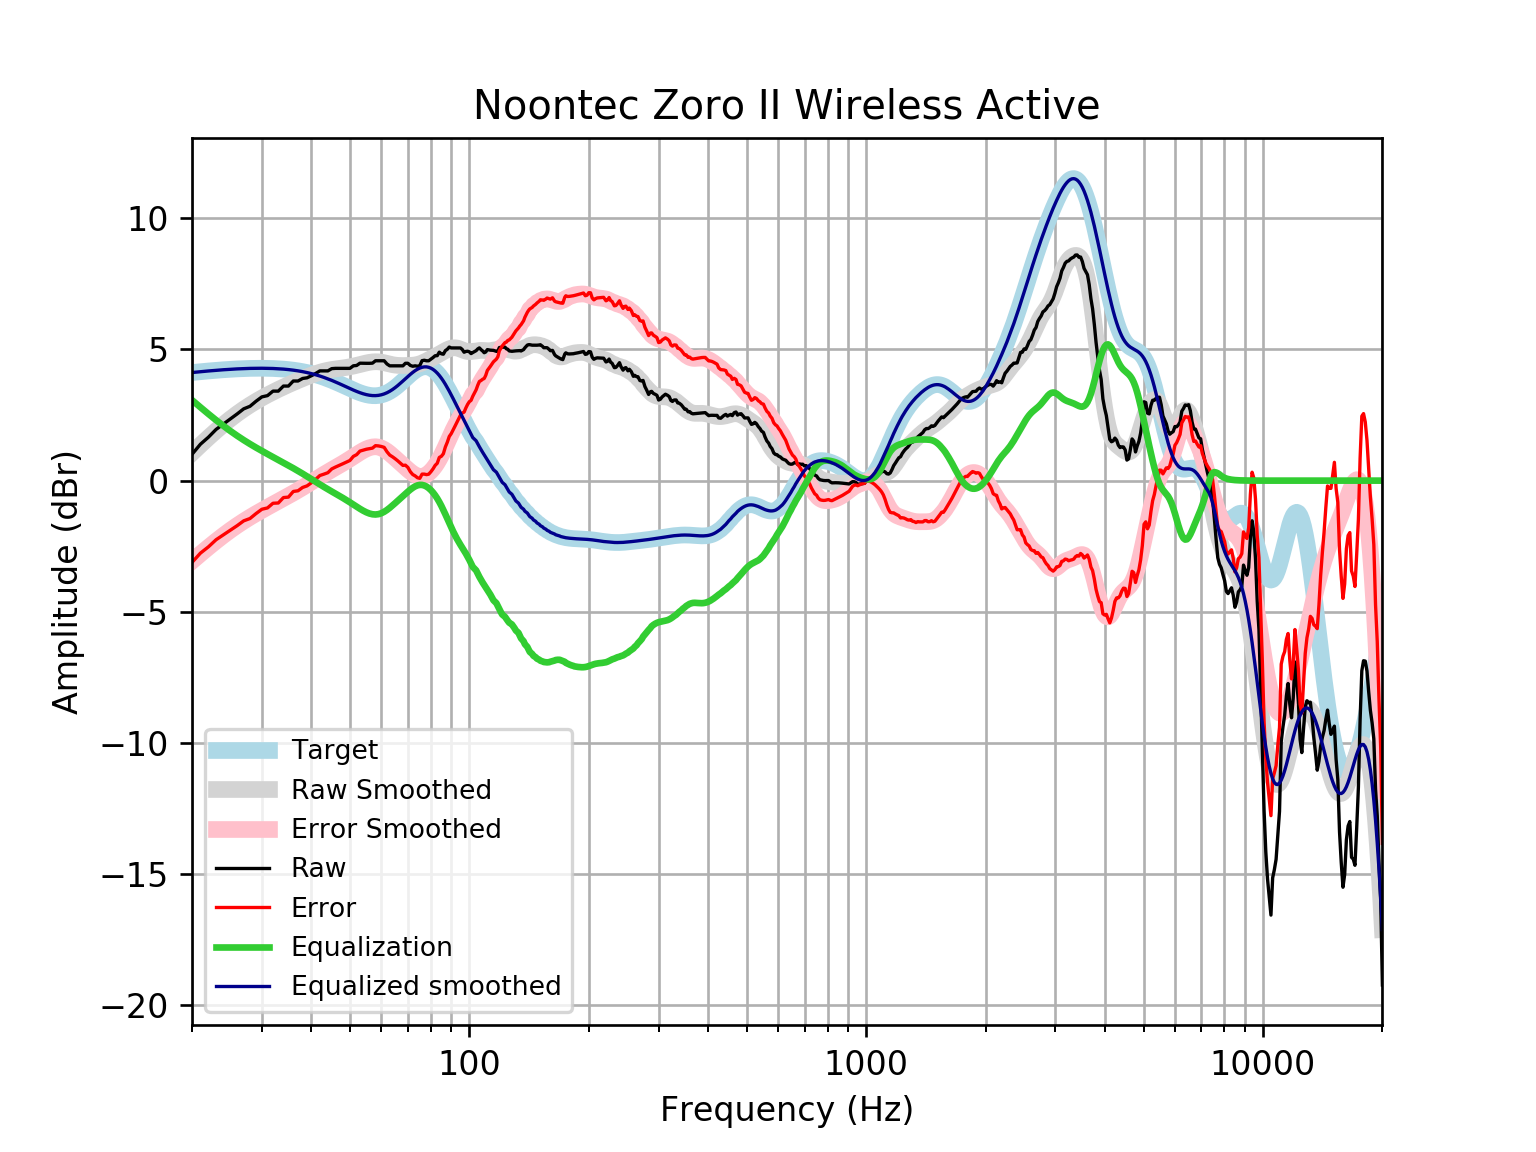 Noontec Zoro II Wireless Active
10
5
0
−5
−10
−15
−20
Amplitude (dBr)
Target
Raw Smoothed
Error Smoothed
Raw
Error
Equalization
Equalized smoothed
100 1000 10000
Frequency (Hz)